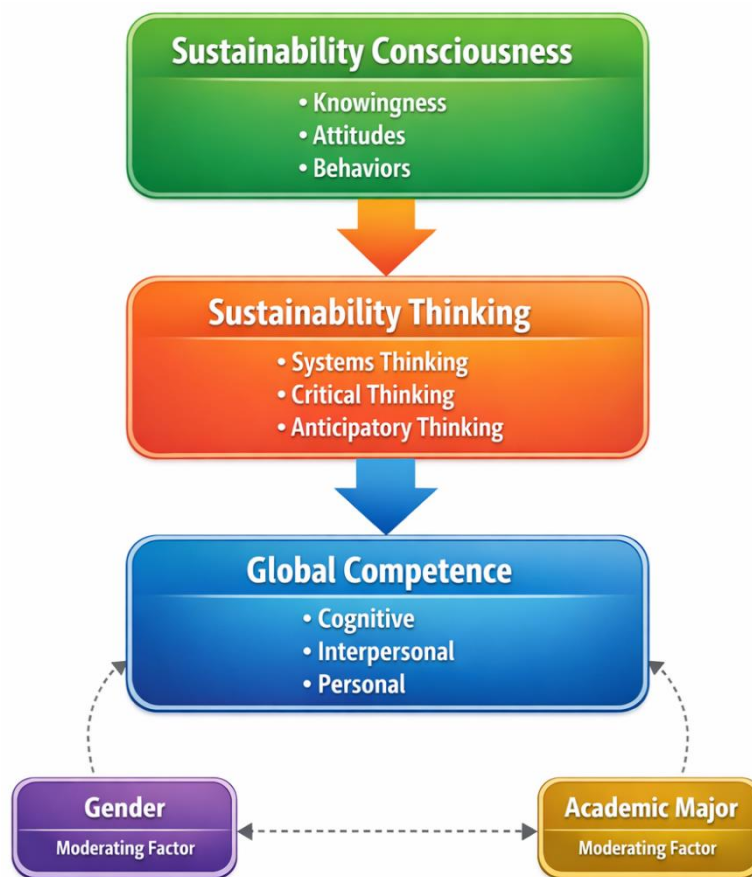 Sustainability Consciousness
• Knowingness
• Attitudes
• Behaviors
Sustainability Thinking
• Systems Thinking
• Critical Thinking
• Anticipatory Thinking
Global Competence
• Cognitive
• Interpersonal
• Personal
Gender
Moderating Factor
Academic Major
Moderating Factor